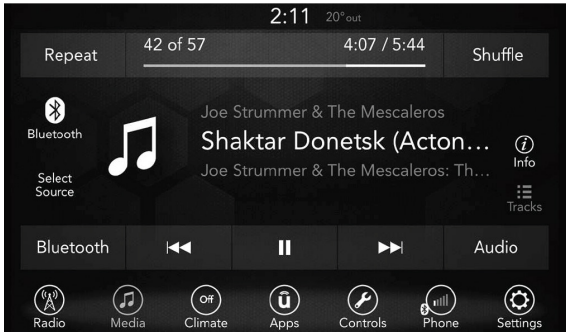 2:11 20° out
Repeat
42 of 57 4:07 / 5:44
Shuffle
Bluetooth
Joe Strummer & The Mescaleros
Shaktar Donetsk (Acton...
Joe Strummer & The Mescaleros: Th...
Info
Select
Source
Tracks
Bluetooth
Audio
Radio
Media
Off
Climate
û
Apps
Controls
Phone
Settings